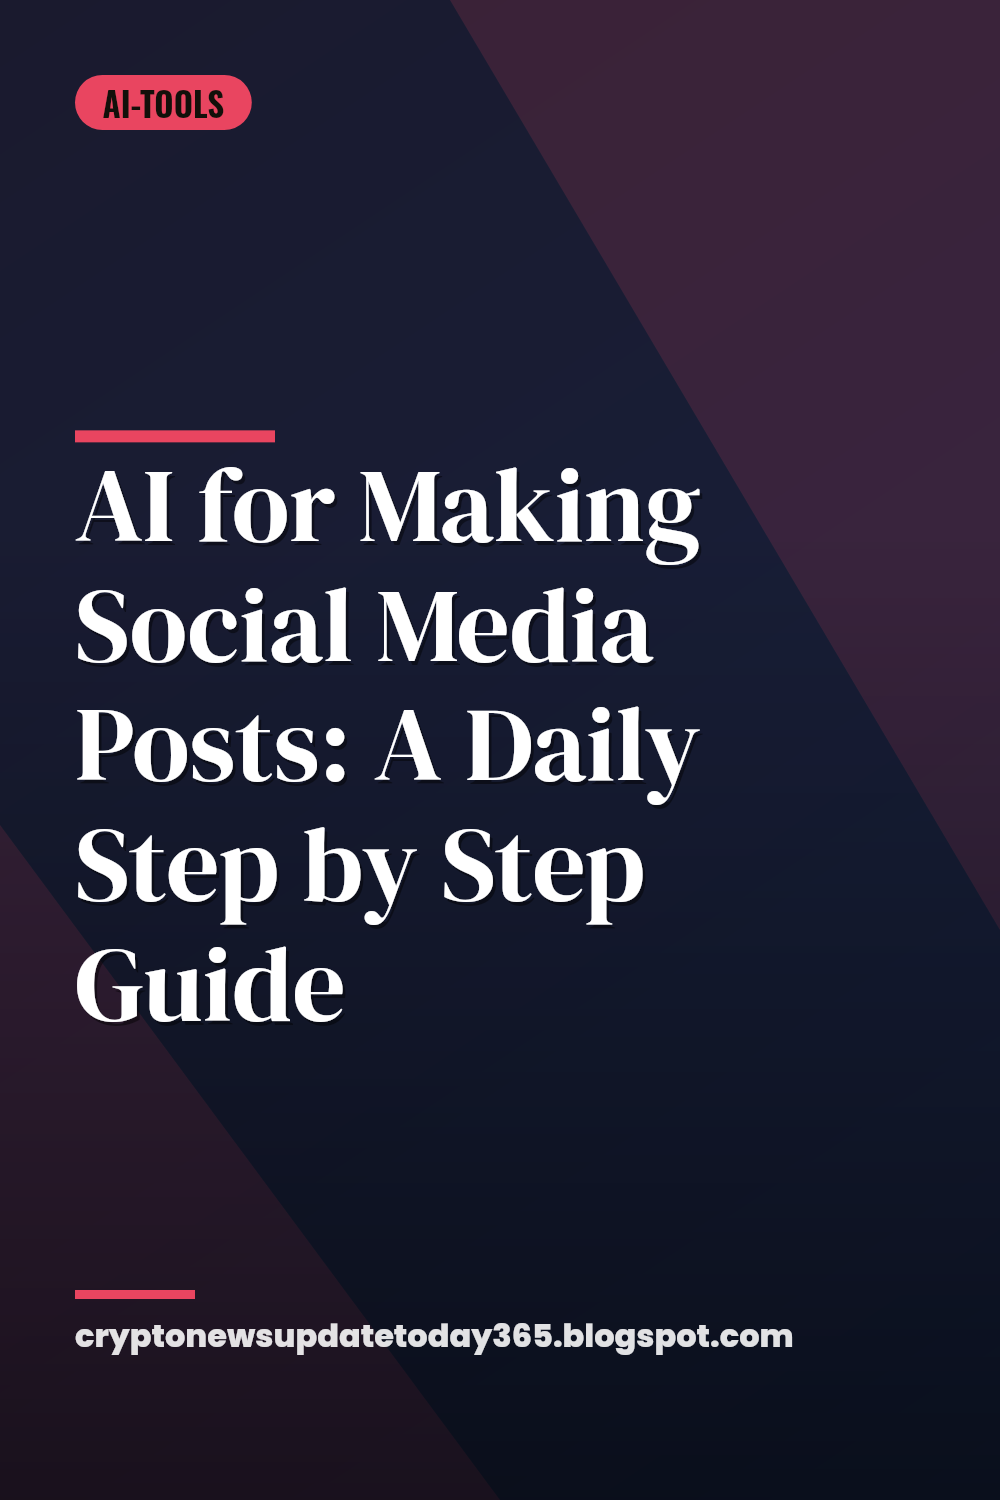 AI-TOOLS
AI for Making
Social Media
Posts: A Daily
Step by Step
Guide
cryptonewsupdatetoday365.blogspot.com